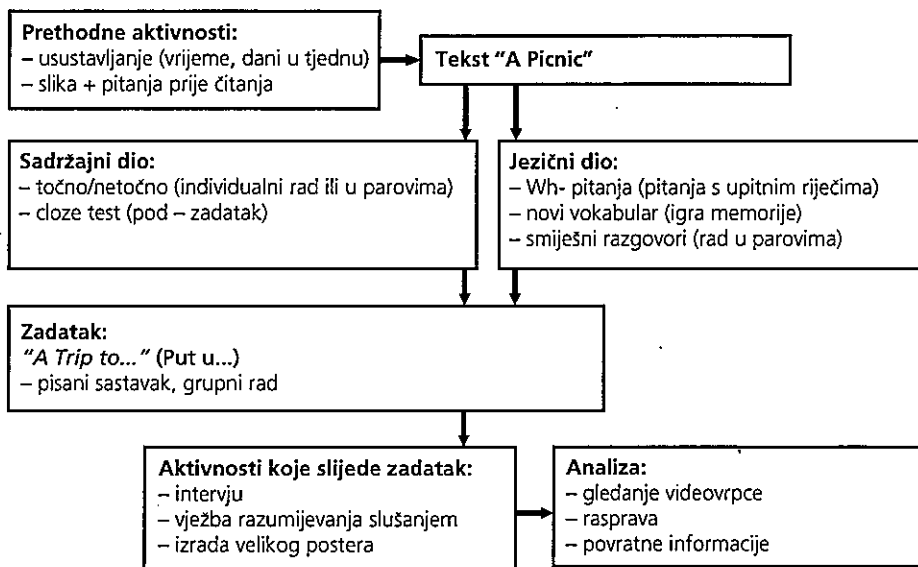 Prethodne aktivnosti:
– usustavljanje (vrijeme, dani u tjednu)
– slika + pitanja prije čitanja
Tekst "A Picnic"
Sadržajni dio:
– točno/netočno (individualni rad ili u parovima)
– cloze test (pod – zadatak)
Jezični dio:
– Wh- pitanja (pitanja s upitnim riječima)
– novi vokabular (igra memorije)
– smiješni razgovori (rad u parovima)
Zadatak:
"A Trip to..." (Put u...)
– pisani sastavak, grupni rad
Aktivnosti koje slijede zadatak:
– intervju
– vježba razumijevanja slušanjem
– izrada velikog postera
Analiza:
– gledanje videovrpce
– rasprava
– povratne informacije